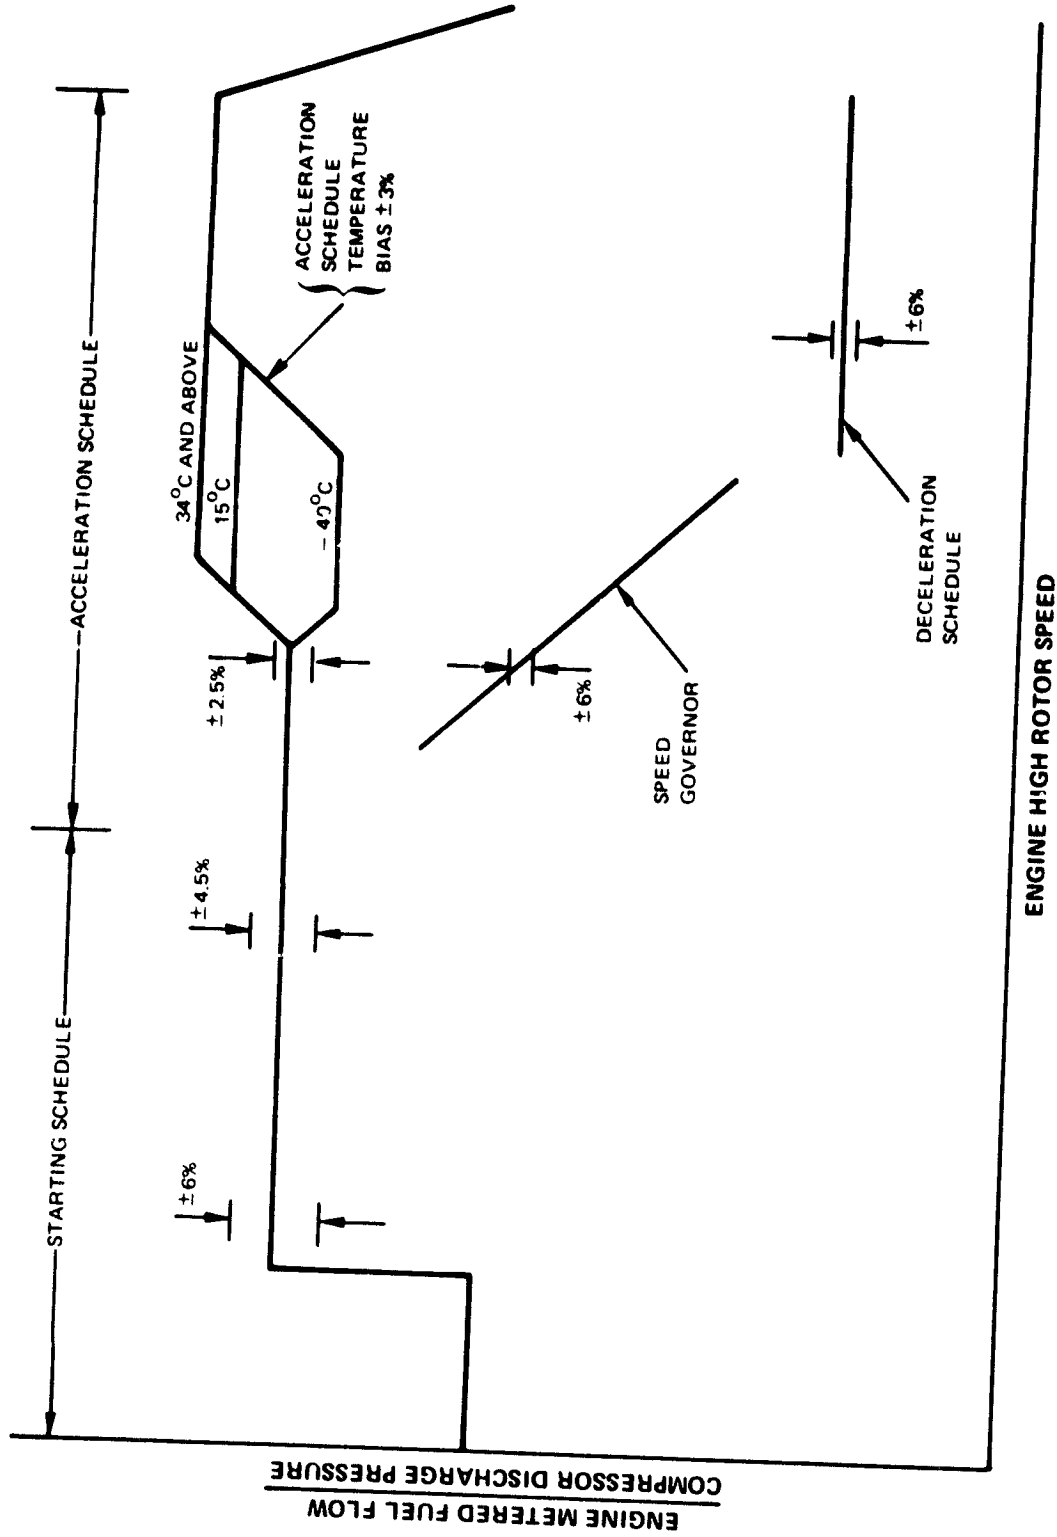 STARTING SCHEDULE
ACCELERATION SCHEDULE
±6%
±4.5%
±2.5%
34°C AND ABOVE
15°C
-40°C
ACCELERATION
SCHEDULE
TEMPERATURE
BIAS ±3%
±6%
SPEED
GOVERNOR
±6%
DECELERATION
SCHEDULE
ENGINE METERED FUEL FLOW
COMPRESSOR DISCHARGE PRESSURE
ENGINE HIGH ROTOR SPEED